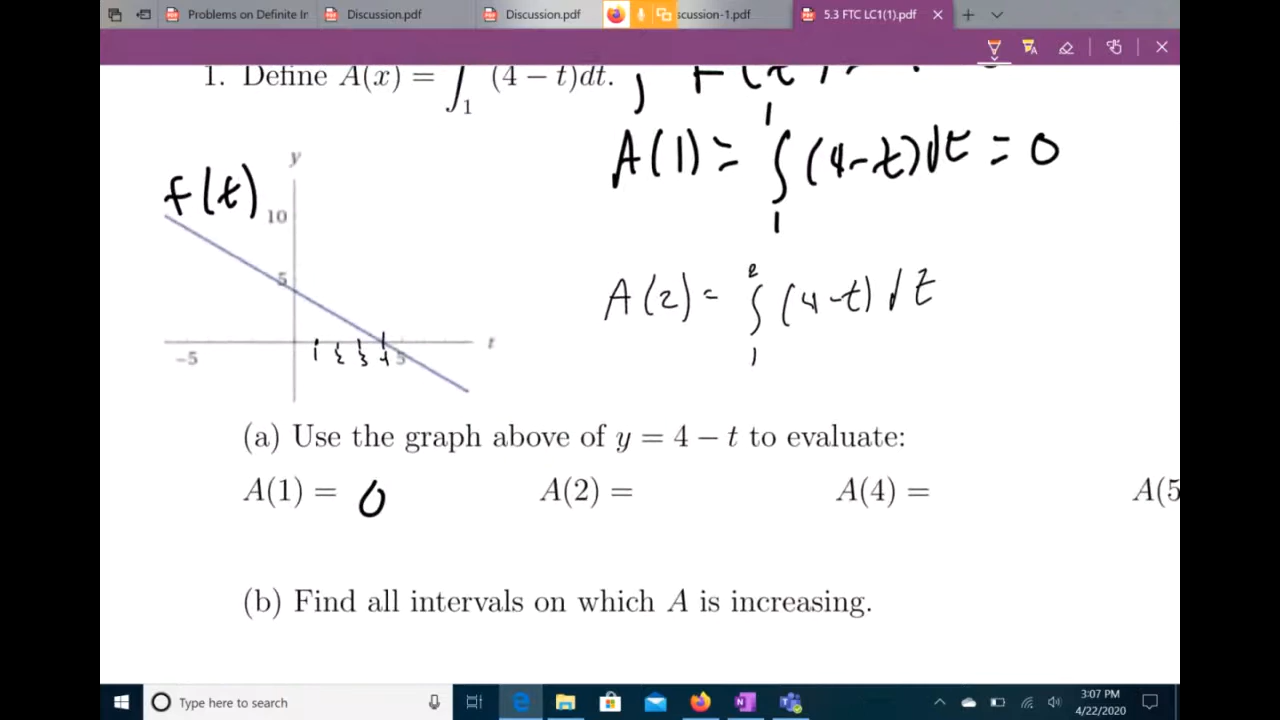 Problems on Definite In Discussion.pdf Discussion.pdf scussion-1.pdf 5.3 FTC LC1(1).pdf
1. Define A(x) = ∫₁ (4 − t)dt.
A(1) = ∫₁¹ (4-t)dt = 0
y
f(t)
10
5
-5 1 2 3 4 5 t
A(2) = ∫₁² (4-t) dt
(a) Use the graph above of y = 4 − t to evaluate:
A(1) = 0 A(2) = A(4) = A(5
(b) Find all intervals on which A is increasing.
Type here to search
3:07 PM
4/22/2020